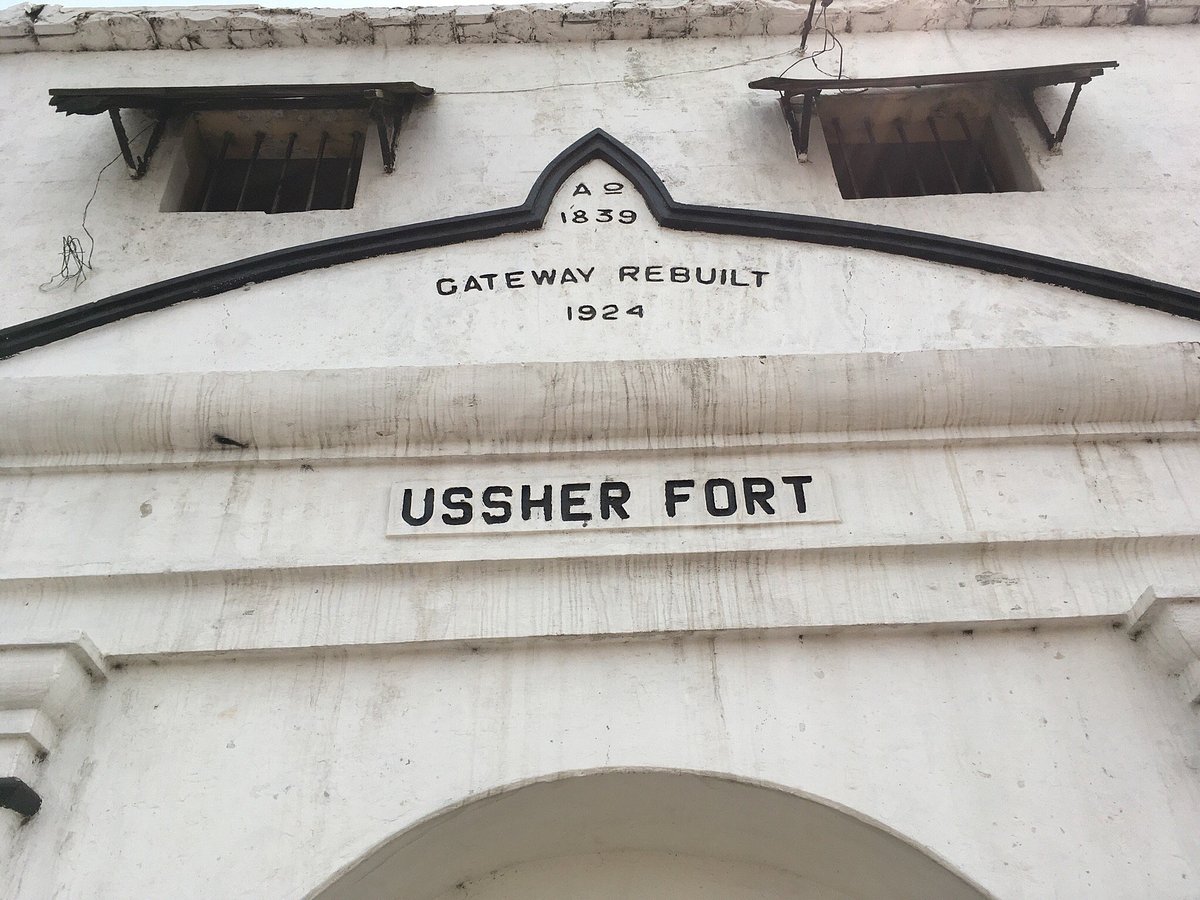 Aº
1839
GATEWAY REBUILT
1924
USSHER FORT